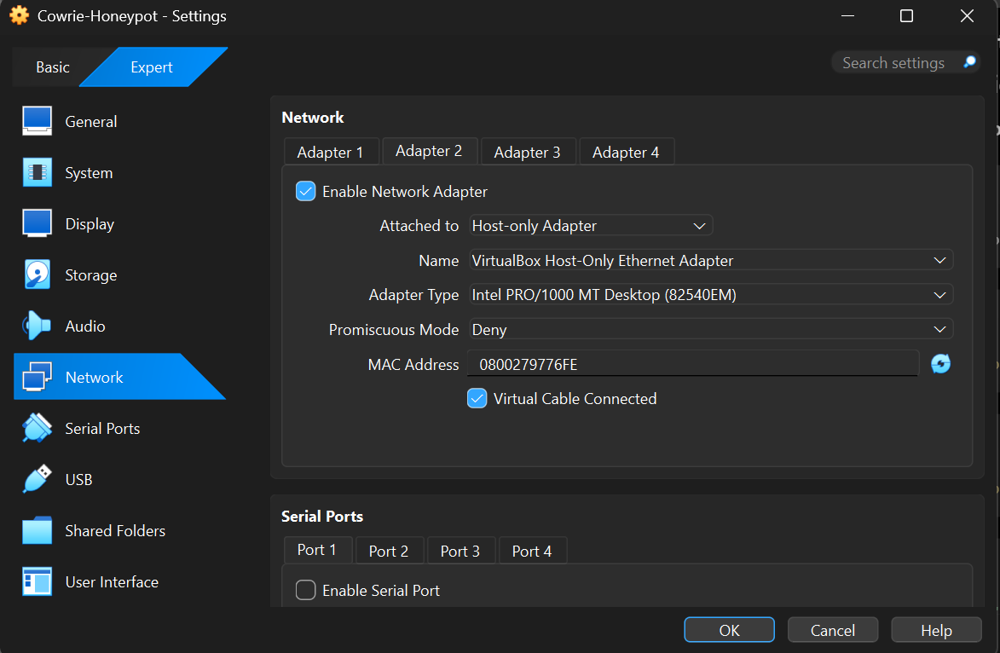 Cowrie-Honeypot - Settings
Basic Expert
Search settings
General
System
Display
Storage
Audio
Network
Serial Ports
USB
Shared Folders
User Interface
Network
Adapter 1 Adapter 2 Adapter 3 Adapter 4
Enable Network Adapter
Attached to Host-only Adapter
Name VirtualBox Host-Only Ethernet Adapter
Adapter Type Intel PRO/1000 MT Desktop (82540EM)
Promiscuous Mode Deny
MAC Address 0800279776FE
Virtual Cable Connected
Serial Ports
Port 1 Port 2 Port 3 Port 4
Enable Serial Port
OK Cancel Help